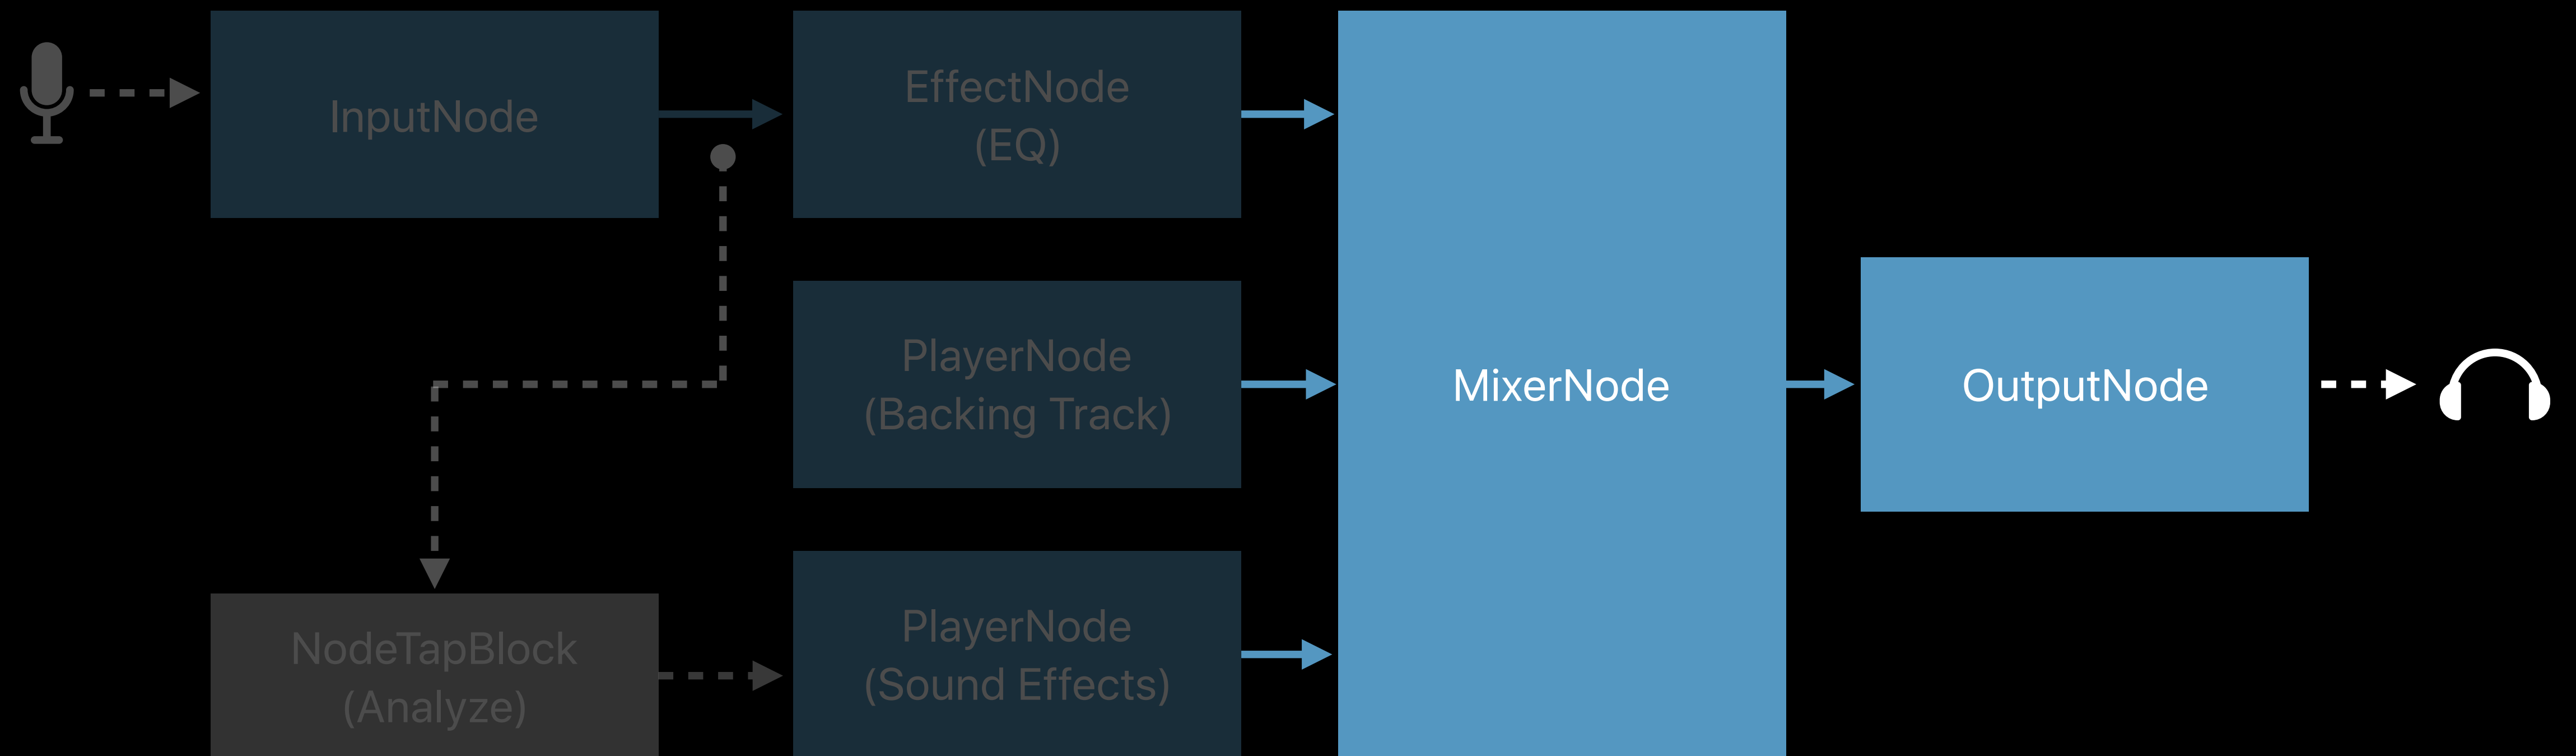 InputNode
EffectNode
(EQ)
PlayerNode
(Backing Track)
MixerNode
OutputNode
NodeTapBlock
(Analyze)
PlayerNode
(Sound Effects)